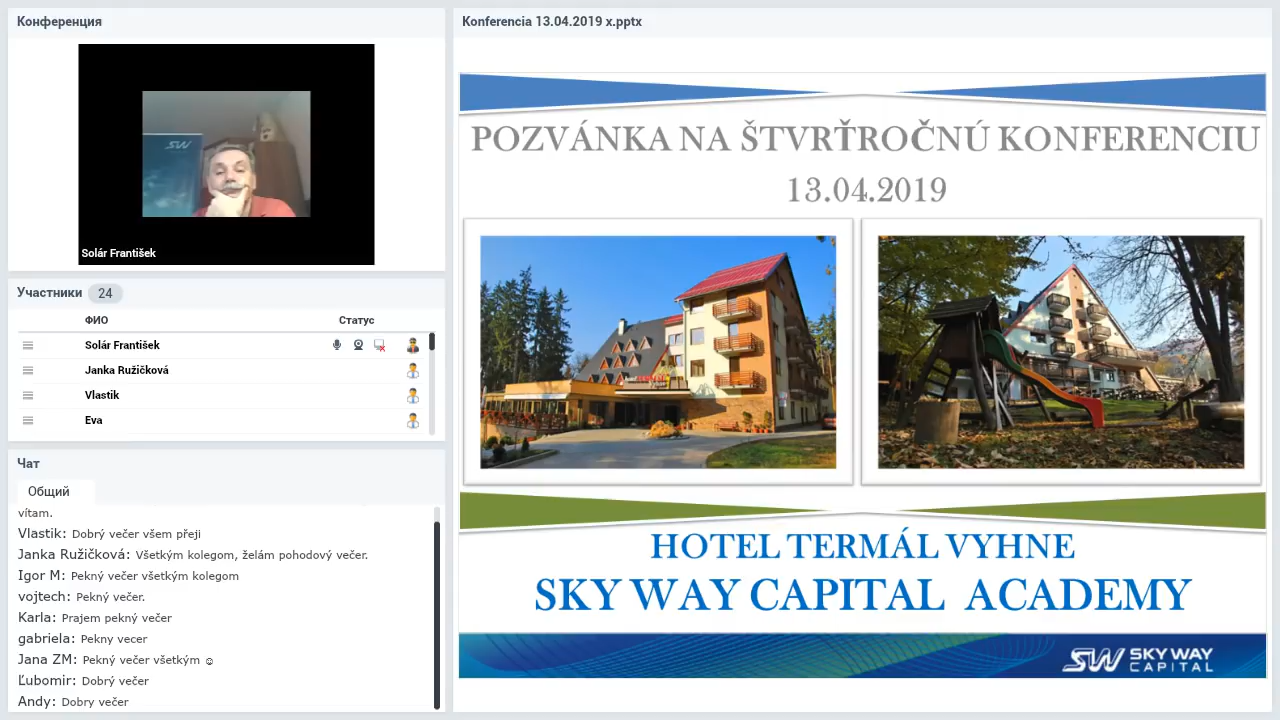 Конференция
Solár František
Участники 24
ФИО Статус
Solár František
Janka Ružičková
Vlastik
Eva
Чат
Общий
vítam.
Vlastik: Dobrý večer všem přeji
Janka Ružičková: Všetkým kolegom, želám pohodový večer.
Igor M: Pekný večer všetkým kolegom
vojtech: Pekný večer.
Karla: Prajem pekný večer
gabriela: Pekny vecer
Jana ZM: Pekný večer všetkým ☺
Ľubomir: Dobrý večer
Andy: Dobry večer
Konferencia 13.04.2019 x.pptx
POZVÁNKA NA ŠTVRŤROČNÚ KONFERENCIU
13.04.2019
HOTEL TERMÁL VYHNE
SKY WAY CAPITAL ACADEMY
SW SKY WAY
CAPITAL